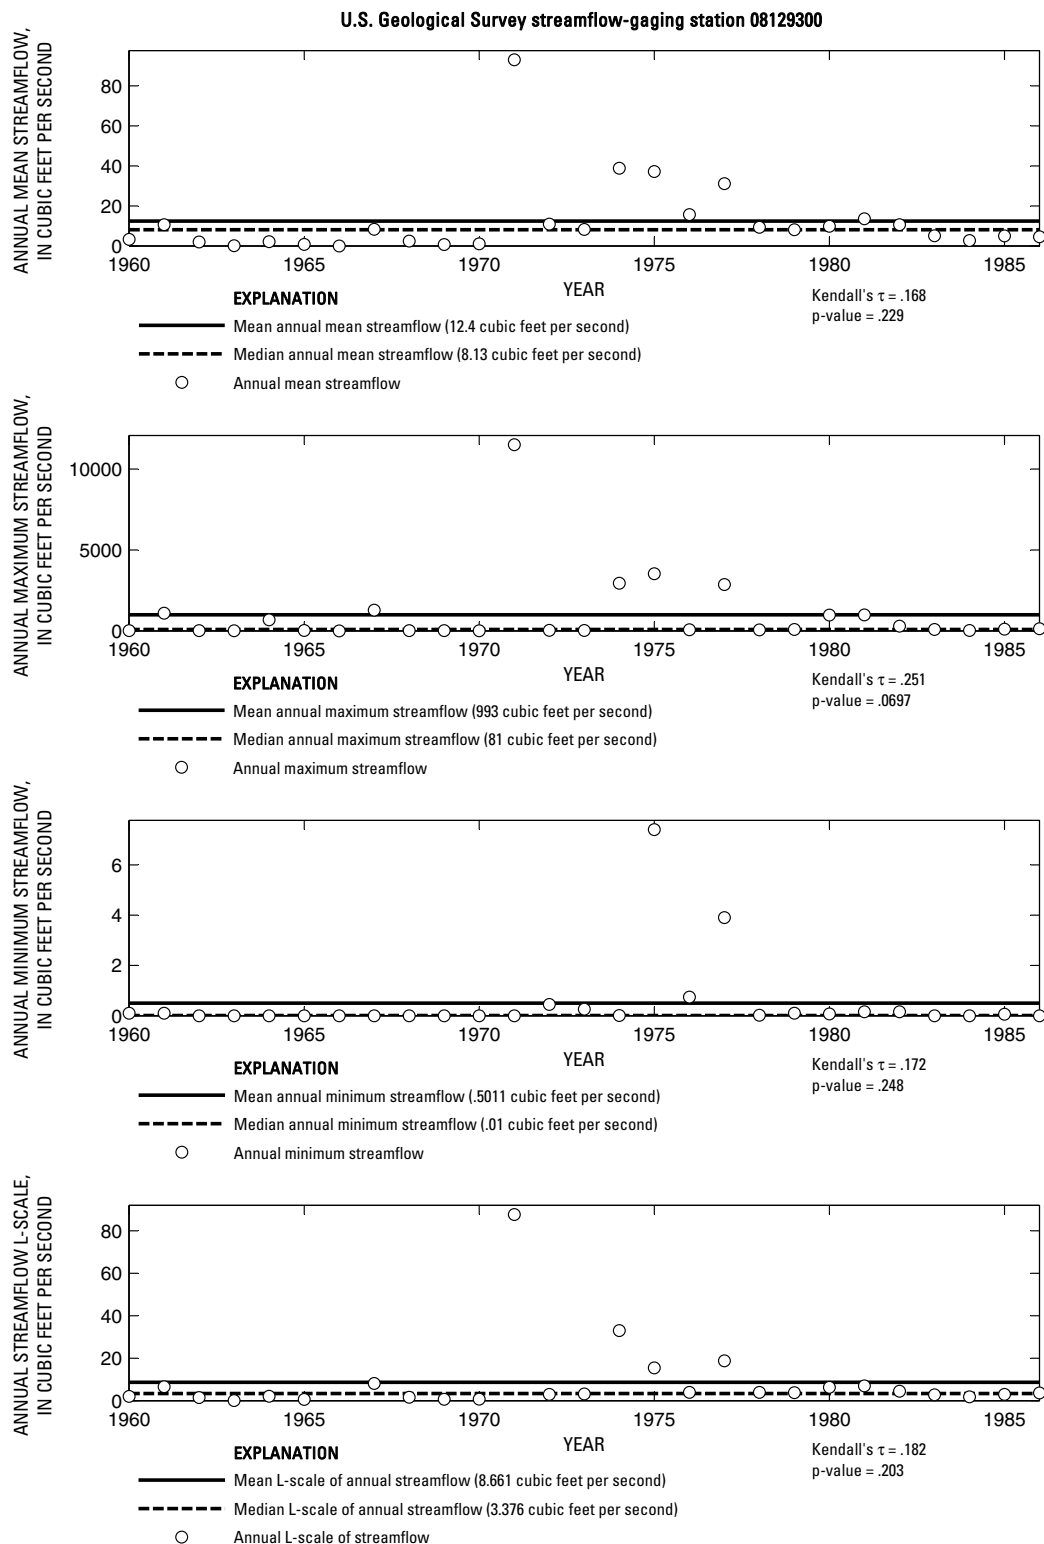 U.S. Geological Survey streamflow-gaging station 08129300
ANNUAL MEAN STREAMFLOW,
IN CUBIC FEET PER SECOND
80
60
40
20
0
1960 1965 1970 1975 1980 1985
YEAR
Kendall's τ = .168
p-value = .229
EXPLANATION
Mean annual mean streamflow (12.4 cubic feet per second)
Median annual mean streamflow (8.13 cubic feet per second)
Annual mean streamflow
ANNUAL MAXIMUM STREAMFLOW,
IN CUBIC FEET PER SECOND
10000
5000
0
1960 1965 1970 1975 1980 1985
YEAR
Kendall's τ = .251
p-value = .0697
EXPLANATION
Mean annual maximum streamflow (993 cubic feet per second)
Median annual maximum streamflow (81 cubic feet per second)
Annual maximum streamflow
ANNUAL MINIMUM STREAMFLOW,
IN CUBIC FEET PER SECOND
6
4
2
0
1960 1965 1970 1975 1980 1985
YEAR
Kendall's τ = .172
p-value = .248
EXPLANATION
Mean annual minimum streamflow (.5011 cubic feet per second)
Median annual minimum streamflow (.01 cubic feet per second)
Annual minimum streamflow
ANNUAL STREAMFLOW L-SCALE,
IN CUBIC FEET PER SECOND
80
60
40
20
0
1960 1965 1970 1975 1980 1985
YEAR
Kendall's τ = .182
p-value = .203
EXPLANATION
Mean L-scale of annual streamflow (8.661 cubic feet per second)
Median L-scale of annual streamflow (3.376 cubic feet per second)
Annual L-scale of streamflow